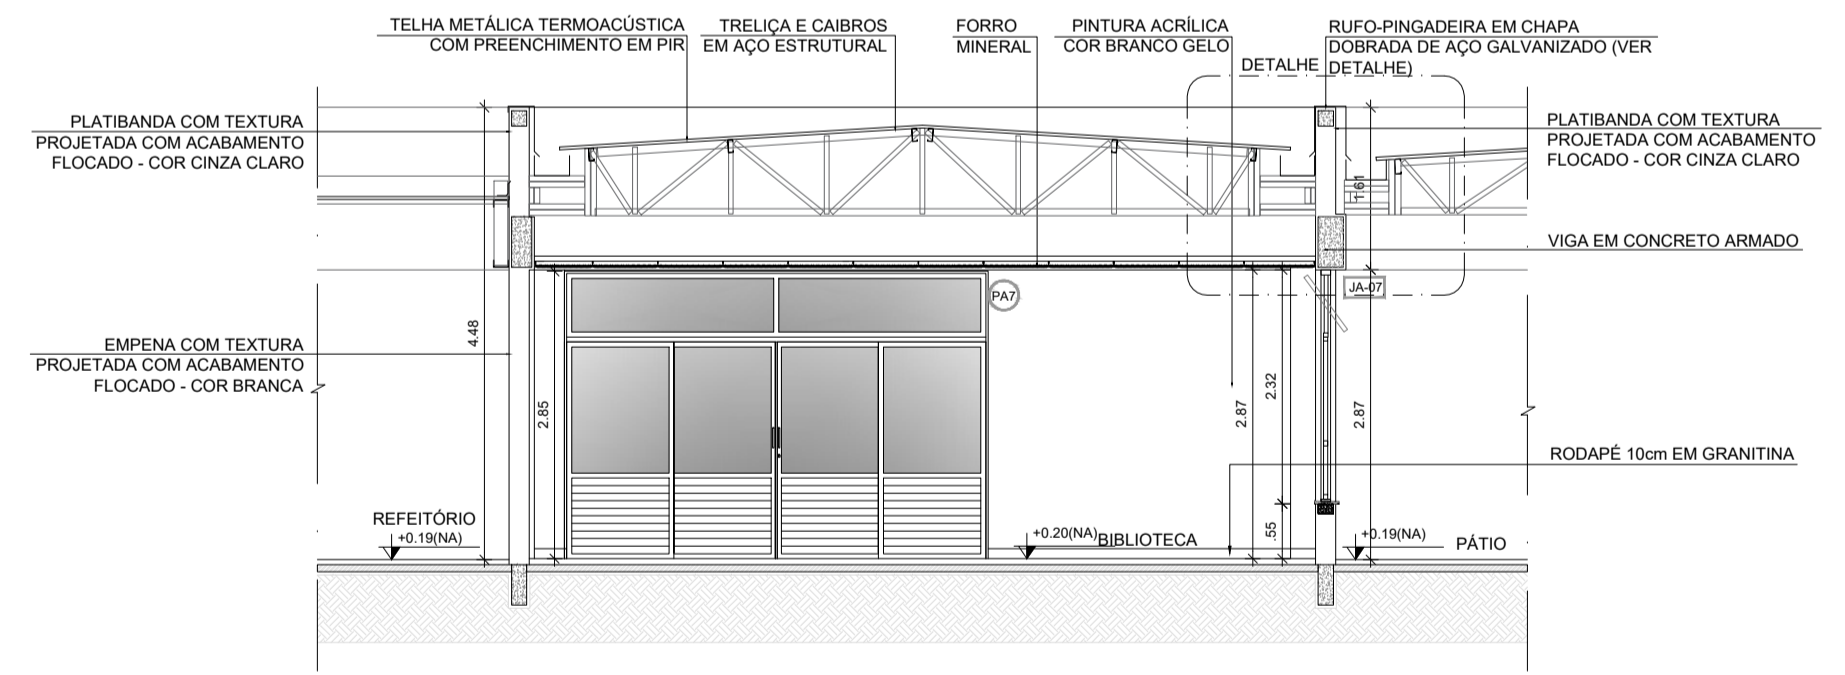 TELHA METÁLICA TERMOACÚSTICA
COM PREENCHIMENTO EM PIR
TRELIÇA E CAIBROS
EM AÇO ESTRUTURAL
FORRO
MINERAL
PINTURA ACRÍLICA
COR BRANCO GELO
RUFO-PINGADEIRA EM CHAPA
DOBRADA DE AÇO GALVANIZADO (VER
DETALHE)
DETALHE
PLATIBANDA COM TEXTURA
PROJETADA COM ACABAMENTO
FLOCADO - COR CINZA CLARO
PLATIBANDA COM TEXTURA
PROJETADA COM ACABAMENTO
FLOCADO - COR CINZA CLARO
1.61
VIGA EM CONCRETO ARMADO
PA7
JA-07
4.48
EMPENA COM TEXTURA
PROJETADA COM ACABAMENTO
FLOCADO - COR BRANCA
2.85
2.87
2.32
2.87
RODAPÉ 10cm EM GRANITINA
REFEITÓRIO
+0.19(NA)
+0.20(NA)
BIBLIOTECA
.55
+0.19(NA)
PÁTIO